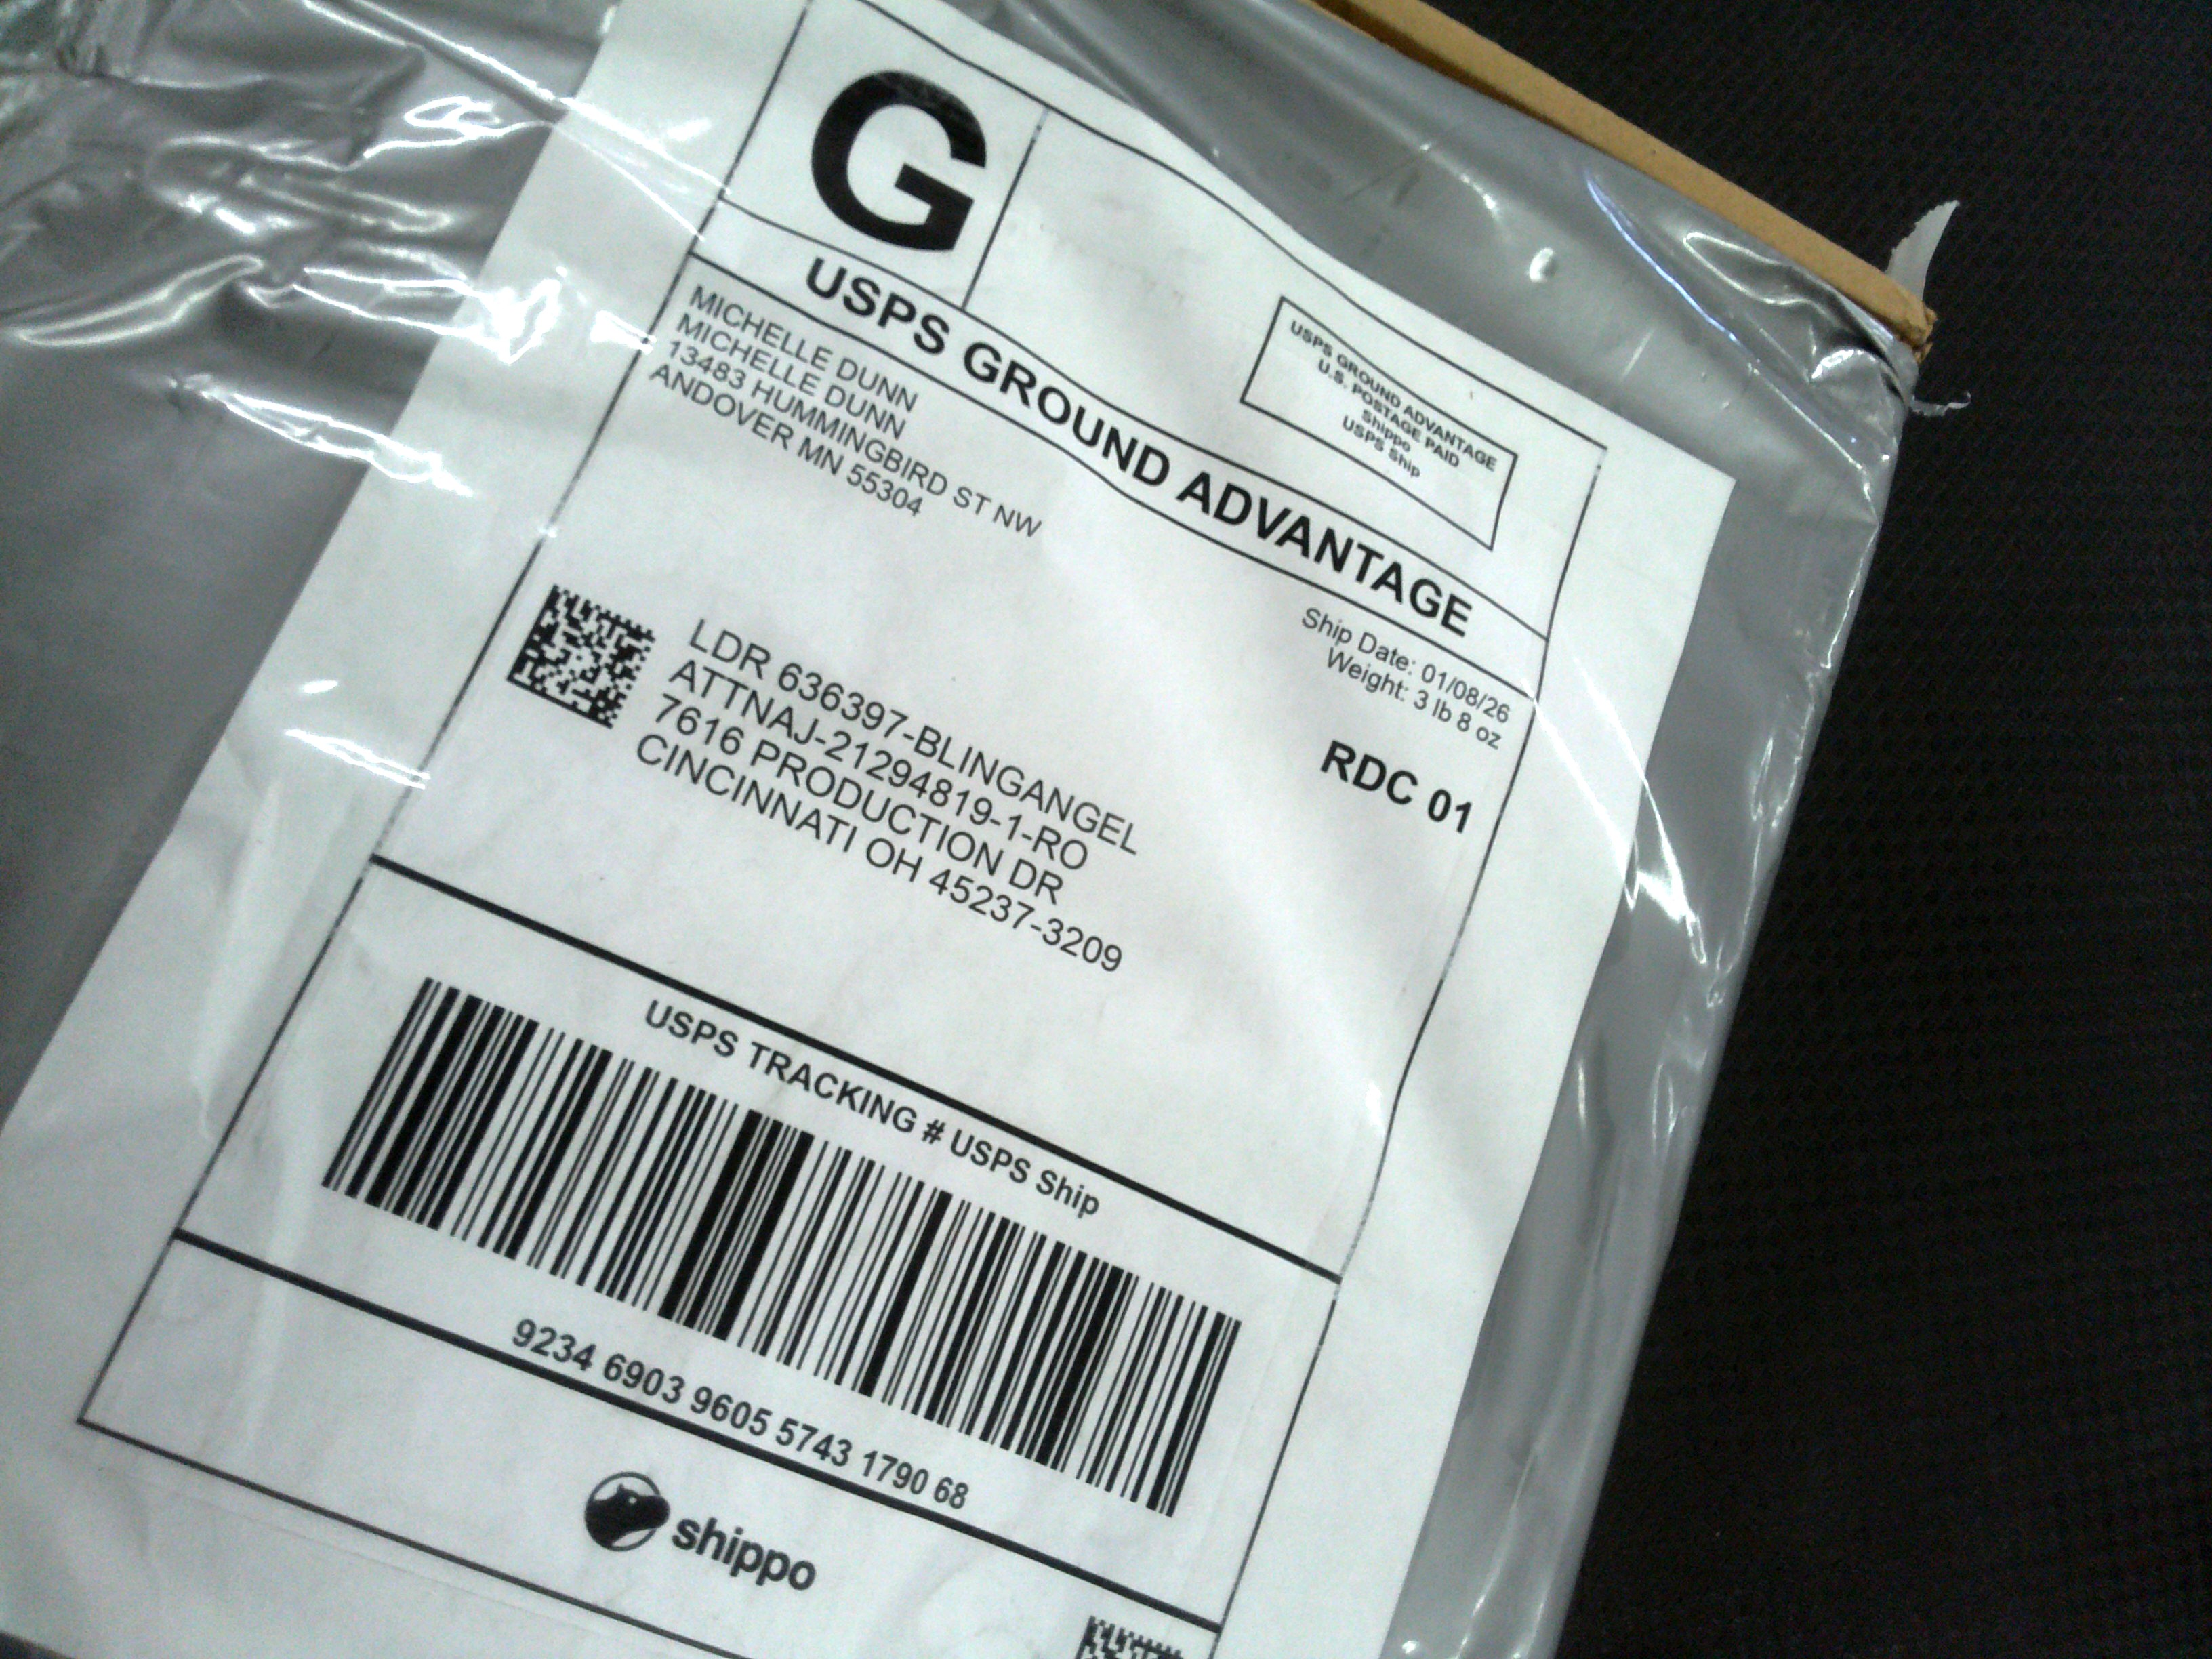 G
USPS GROUND ADVANTAGE
U.S. POSTAGE PAID
Shippo
USPS Ship
USPS GROUND ADVANTAGE
MICHELLE DUNN
MICHELLE DUNN
13483 HUMMINGBIRD ST NW
ANDOVER MN 55304
Ship Date: 01/08/26
Weight: 3 lb 8 oz
RDC 01
LDR 636397-BLINGANGEL
ATTNAJ-21294819-1-RO
7616 PRODUCTION DR
CINCINNATI OH 45237-3209
USPS TRACKING # USPS Ship
9234 6903 9605 5743 1790 68
shippo